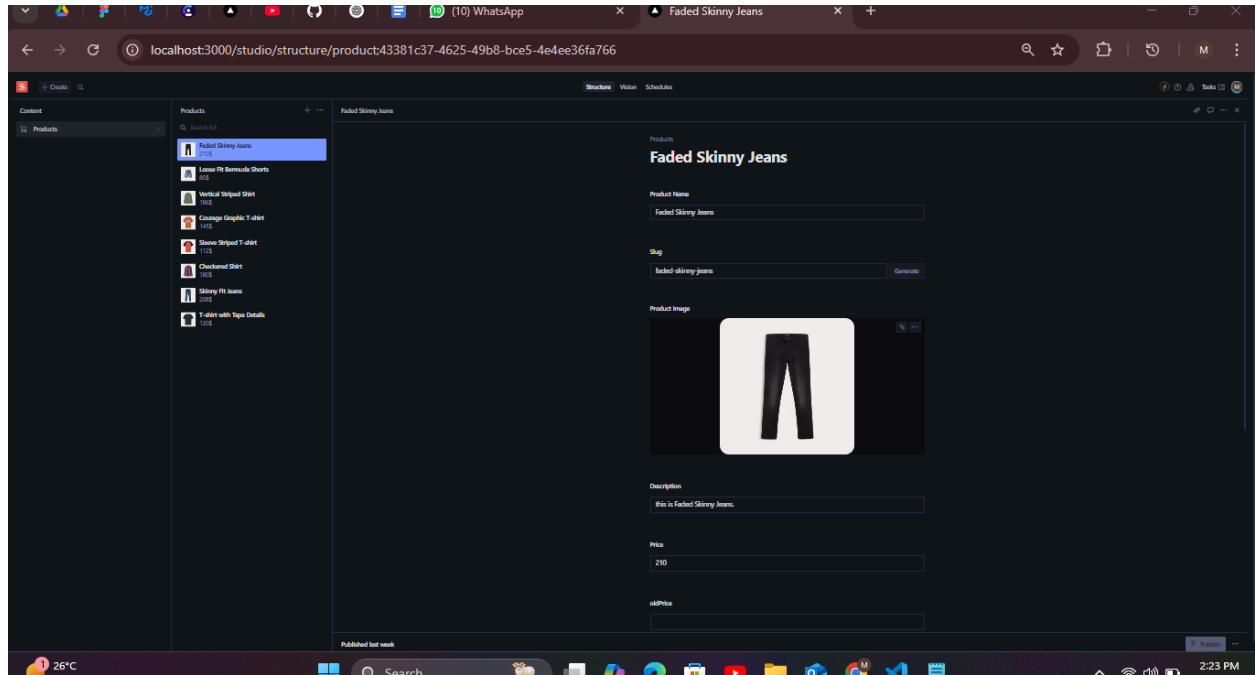 (10) WhatsApp
Faded Skinny Jeans
localhost:3000/studio/structure/product;43381c37-4625-49b8-bce5-4e4ee36fa766
M
S
+ Create
Structure Vision Schedules
Tasks
M
Content
Products
Products
Search list
Faded Skinny Jeans
210$
Loose Fit Bermuda Shorts
80$
Vertical Striped Shirt
186$
Courage Graphic T-shirt
145$
Sleeve Striped T-shirt
112$
Checkered Shirt
180$
Skinny Fit Jeans
208$
T-shirt with Tape Details
120$
Faded Skinny Jeans
Products
Faded Skinny Jeans
Product Name
Faded Skinny Jeans
Slug
faded-skinny-jeans
Generate
Product Image
Description
this is Faded Skinny Jeans.
Price
210
oldPrice
Published last week
Publish
1
26°C
Search
M
2:23 PM